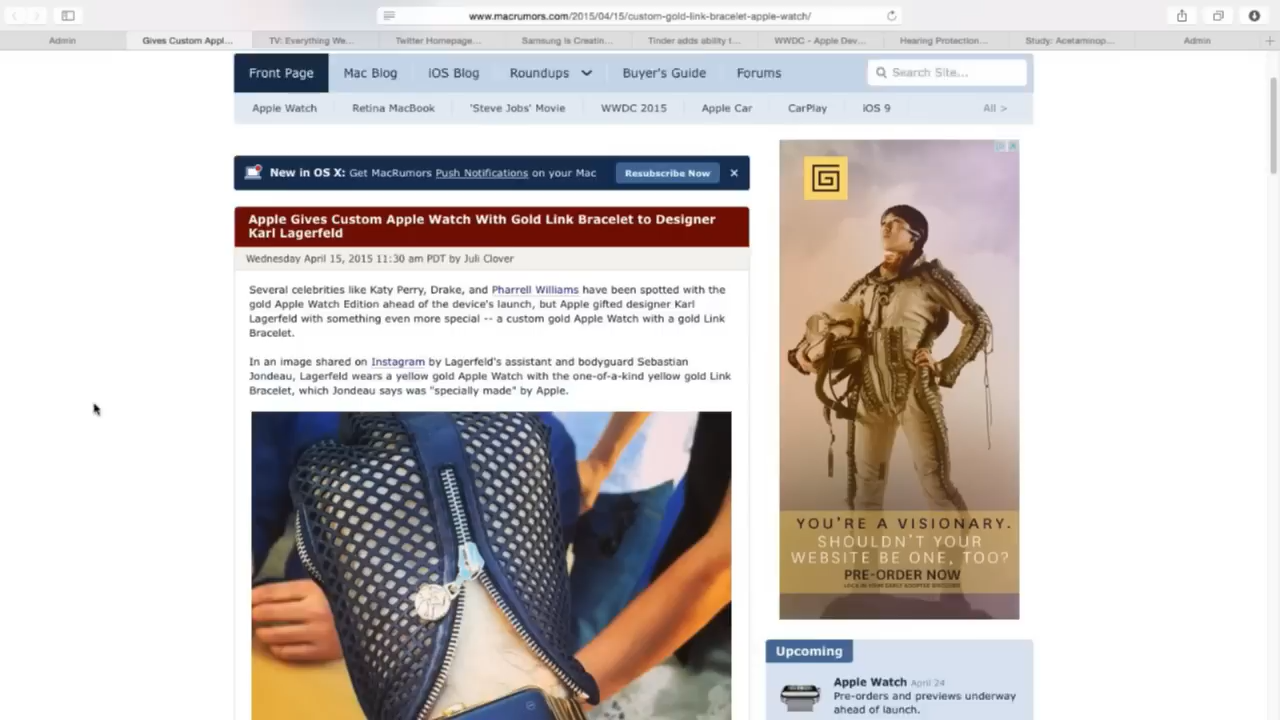 www.macrumors.com/2015/04/15/custom-gold-link-bracelet-apple-watch/
Admin
Gives Custom Appl...
TV: Everything We...
Twitter Homepage...
Samsung Is Creatin...
Tinder adds ability t...
WWDC - Apple Dev...
Hearing Protection...
Study: Acetaminop...
Admin
Front Page
Mac Blog
iOS Blog
Roundups
Buyer's Guide
Forums
Search Site...
Apple Watch
Retina MacBook
'Steve Jobs' Movie
WWDC 2015
Apple Car
CarPlay
iOS 9
All >
New in OS X: Get MacRumors Push Notifications on your Mac
Resubscribe Now
Apple Gives Custom Apple Watch With Gold Link Bracelet to Designer
Karl Lagerfeld
Wednesday April 15, 2015 11:30 am PDT by Juli Clover
Several celebrities like Katy Perry, Drake, and Pharrell Williams have been spotted with the
gold Apple Watch Edition ahead of the device's launch, but Apple gifted designer Karl
Lagerfeld with something even more special -- a custom gold Apple Watch with a gold Link
Bracelet.
In an image shared on Instagram by Lagerfeld's assistant and bodyguard Sebastian
Jondeau, Lagerfeld wears a yellow gold Apple Watch with the one-of-a-kind yellow gold Link
Bracelet, which Jondeau says was "specially made" by Apple.
YOU'RE A VISIONARY.
SHOULDN'T YOUR
WEBSITE BE ONE, TOO?
PRE-ORDER NOW
Upcoming
Apple Watch April 24
Pre-orders and previews underway
ahead of launch.